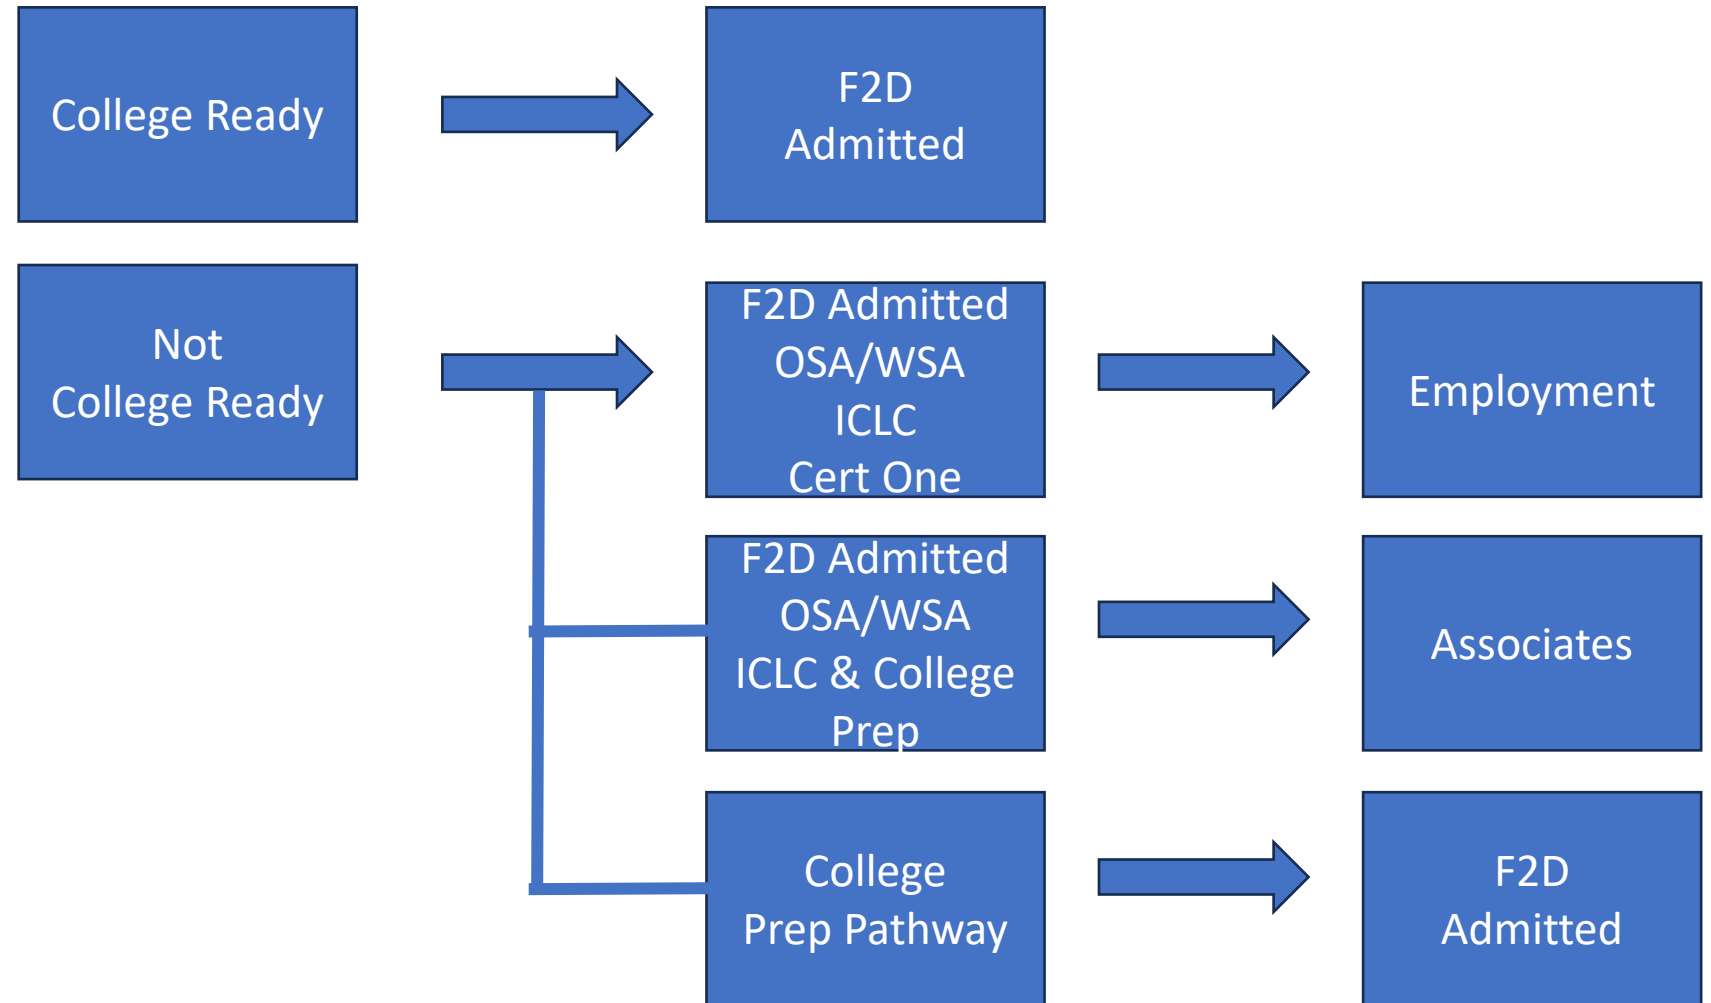 College Ready
F2D
Admitted
Not
College Ready
F2D Admitted
OSA/WSA
ICLC
Cert One
Employment
F2D Admitted
OSA/WSA
ICLC & College
Prep
Associates
College
Prep Pathway
F2D
Admitted